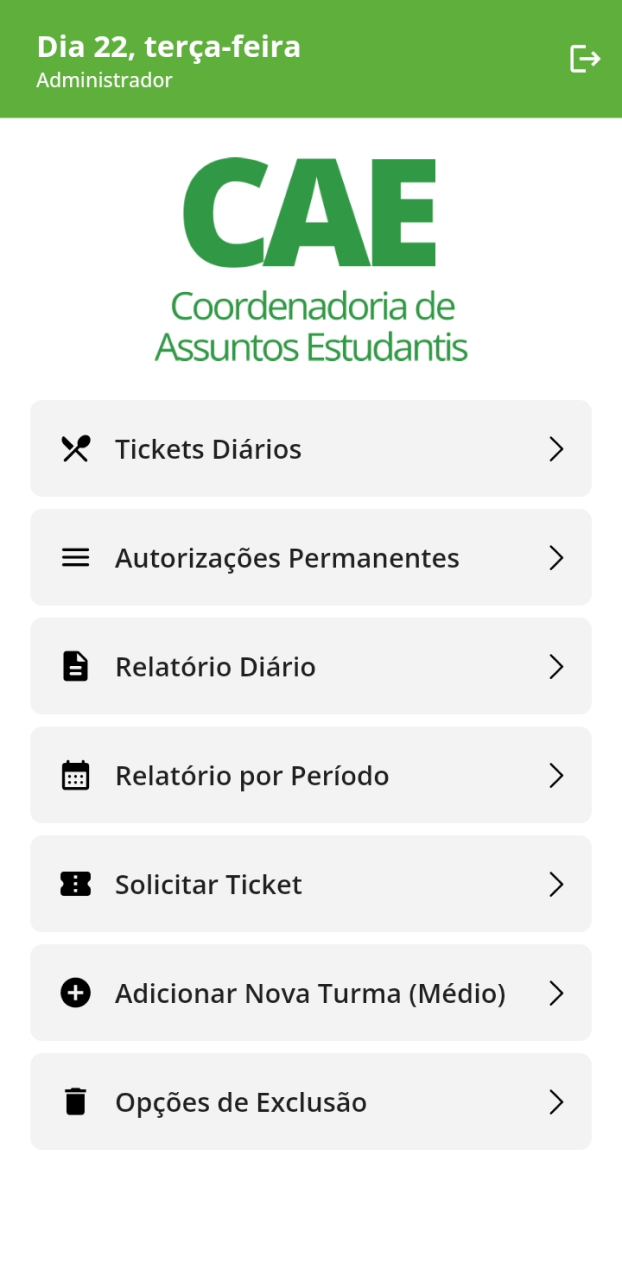 Dia 22, terça-feira
Administrador
CAE
Coordenadoria de
Assuntos Estudantis
Tickets Diários
Autorizações Permanentes
Relatório Diário
Relatório por Período
Solicitar Ticket
Adicionar Nova Turma (Médio)
Opções de Exclusão